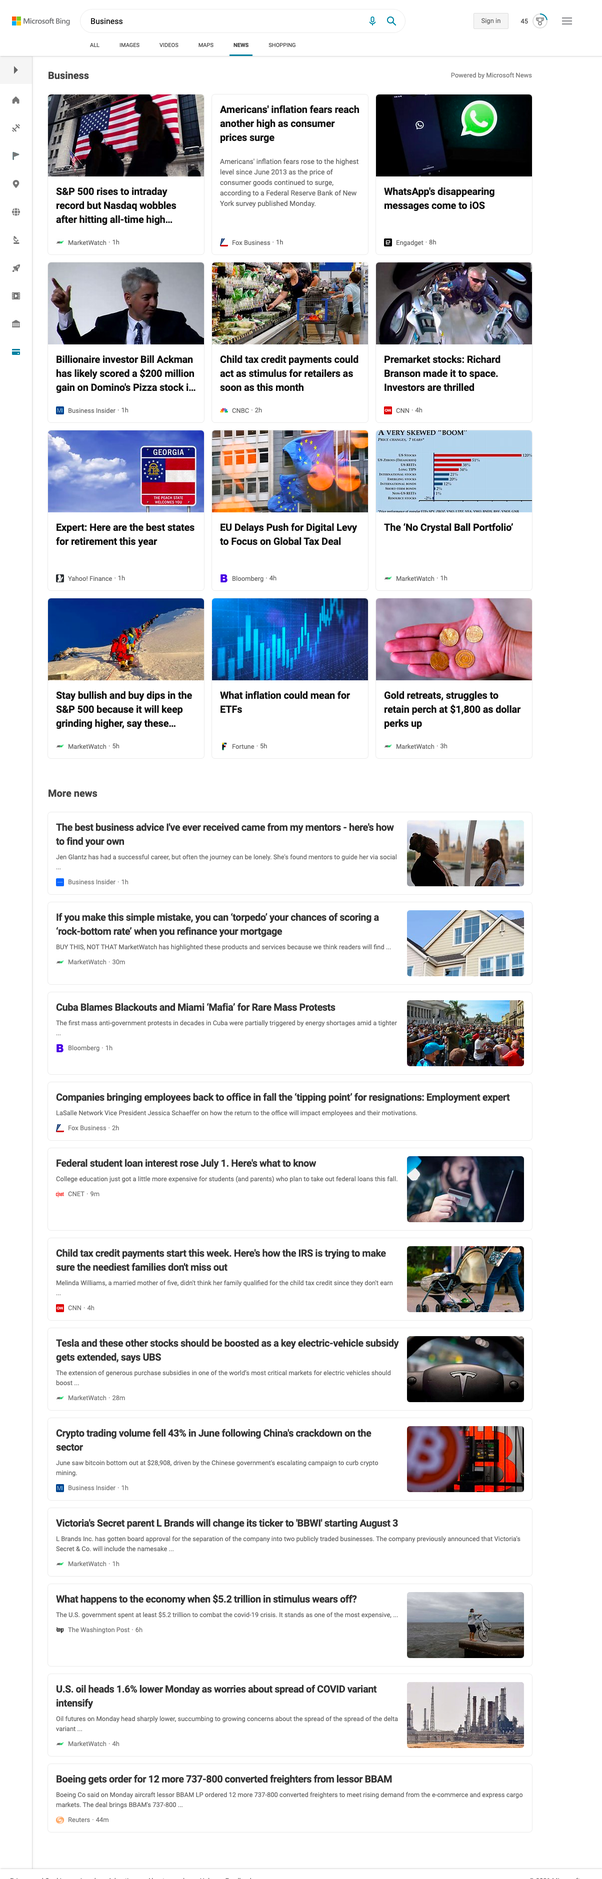 Microsoft Bing
Business
Sign in
45
ALL
IMAGES
VIDEOS
MAPS
NEWS
SHOPPING
Business
Powered by Microsoft News
S&P 500 rises to intraday
record but Nasdaq wobbles
after hitting all-time high...
MarketWatch · 1h
Americans' inflation fears reach
another high as consumer
prices surge
Americans' inflation fears rose to the highest
level since June 2013 as the price of
consumer goods continued to surge,
according to a Federal Reserve Bank of New
York survey published Monday.
Fox Business · 1h
WhatsApp's disappearing
messages come to iOS
Engadget · 8h
Billionaire investor Bill Ackman
has likely scored a $200 million
gain on Domino's Pizza stock i...
Business Insider · 1h
Child tax credit payments could
act as stimulus for retailers as
soon as this month
CNBC · 2h
Premarket stocks: Richard
Branson made it to space.
Investors are thrilled
CNN · 4h
GEORGIA
THE PEACH STATE
WELCOMES YOU
Expert: Here are the best states
for retirement this year
Yahoo! Finance · 1h
EU Delays Push for Digital Levy
to Focus on Global Tax Deal
Bloomberg · 4h
A VERY SKEWED "BOOM"
PRICE CHANGES, 7 YEARS*
The 'No Crystal Ball Portfolio'
MarketWatch · 1h
Stay bullish and buy dips in the
S&P 500 because it will keep
grinding higher, say these...
MarketWatch · 5h
What inflation could mean for
ETFs
Fortune · 5h
Gold retreats, struggles to
retain perch at $1,800 as dollar
perks up
MarketWatch · 3h
More news
The best business advice I've ever received came from my mentors - here's how
to find your own
Jen Glantz has had a successful career, but often the journey can be lonely. She's found mentors to guide her via social
...
Business Insider · 1h
If you make this simple mistake, you can 'torpedo' your chances of scoring a
'rock-bottom rate' when you refinance your mortgage
BUY THIS, NOT THAT MarketWatch has highlighted these products and services because we think readers will find ...
MarketWatch · 30m
Cuba Blames Blackouts and Miami 'Mafia' for Rare Mass Protests
The first mass anti-government protests in decades in Cuba were partially triggered by energy shortages amid a tighter
...
Bloomberg · 1h
Companies bringing employees back to office in fall the 'tipping point' for resignations: Employment expert
LaSalle Network Vice President Jessica Schaeffer on how the return to the office will impact employees and their motivations.
Fox Business · 2h
Federal student loan interest rose July 1. Here's what to know
College education just got a little more expensive for students (and parents) who plan to take out federal loans this fall.
CNET · 9m
Child tax credit payments start this week. Here's how the IRS is trying to make
sure the neediest families don't miss out
Melinda Williams, a married mother of five, didn't think her family qualified for the child tax credit since they don't earn
...
CNN · 4h
Tesla and these other stocks should be boosted as a key electric-vehicle subsidy
gets extended, says UBS
The extension of generous purchase subsidies in one of the world's most critical markets for electric vehicles should
boost ...
MarketWatch · 28m
Crypto trading volume fell 43% in June following China's crackdown on the
sector
June saw bitcoin bottom out at $28,908, driven by the Chinese government's escalating campaign to curb crypto
mining.
Business Insider · 1h
Victoria's Secret parent L Brands will change its ticker to 'BBWI' starting August 3
L Brands Inc. has gotten board approval for the separation of the company into two publicly traded businesses. The company previously announced that Victoria's
Secret & Co. will include the namesake ...
MarketWatch · 1h
What happens to the economy when $5.2 trillion in stimulus wears off?
The U.S. government spent at least $5.2 trillion to combat the covid-19 crisis. It stands as one of the most expensive, ...
The Washington Post · 6h
U.S. oil heads 1.6% lower Monday as worries about spread of COVID variant
intensify
Oil futures on Monday head sharply lower, succumbing to growing concerns about the spread of the spread of the delta
variant ...
MarketWatch · 4h
Boeing gets order for 12 more 737-800 converted freighters from lessor BBAM
Boeing Co said on Monday aircraft lessor BBAM LP ordered 12 more 737-800 converted freighters to meet rising demand from the e-commerce and express cargo
markets. The deal brings BBAM's 737-800 ...
Reuters · 44m